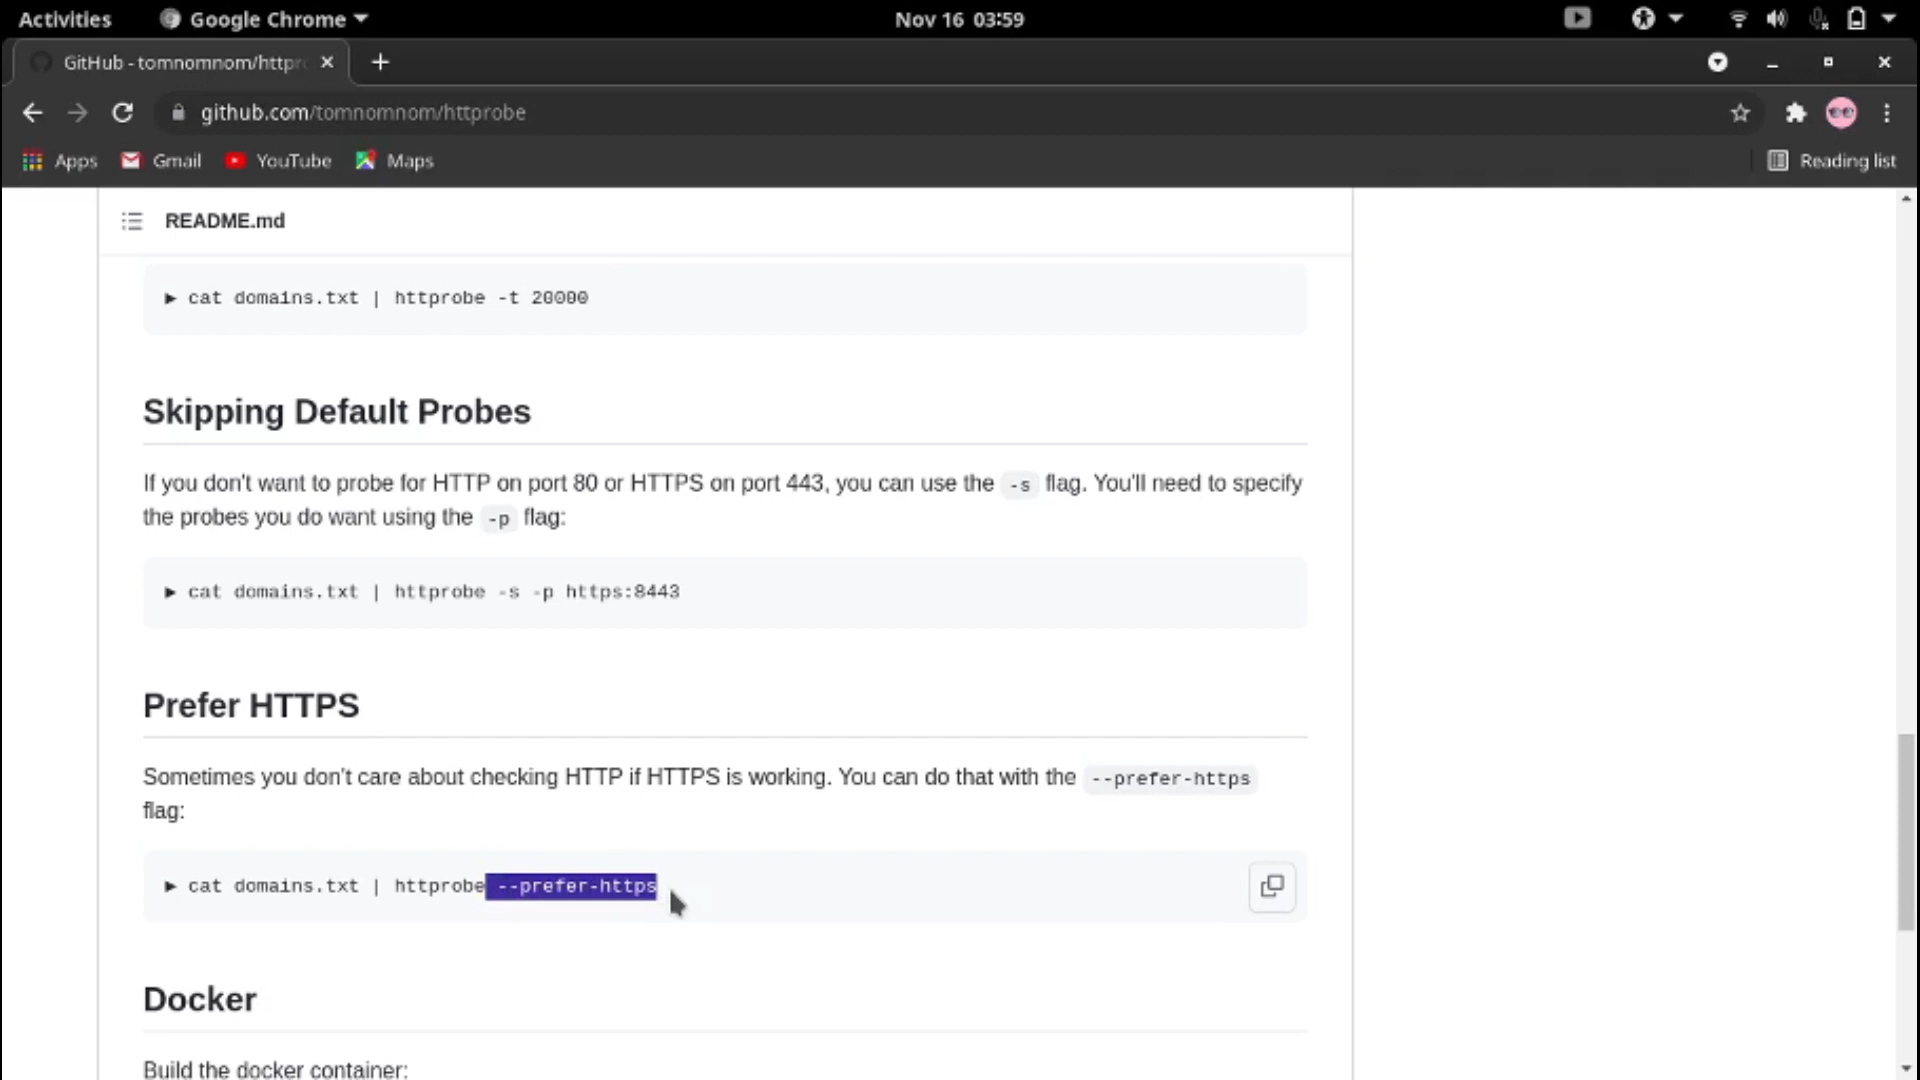 Activities Google Chrome Nov 16 03:59
GitHub - tomnomnom/httpr
github.com/tomnomnom/httprobe
Apps Gmail YouTube Maps Reading list
README.md
▶ cat domains.txt | httprobe -t 20000
Skipping Default Probes
If you don't want to probe for HTTP on port 80 or HTTPS on port 443, you can use the -s flag. You'll need to specify
the probes you do want using the -p flag:
▶ cat domains.txt | httprobe -s -p https:8443
Prefer HTTPS
Sometimes you don't care about checking HTTP if HTTPS is working. You can do that with the --prefer-https
flag:
▶ cat domains.txt | httprobe --prefer-https
Docker
Build the docker container: